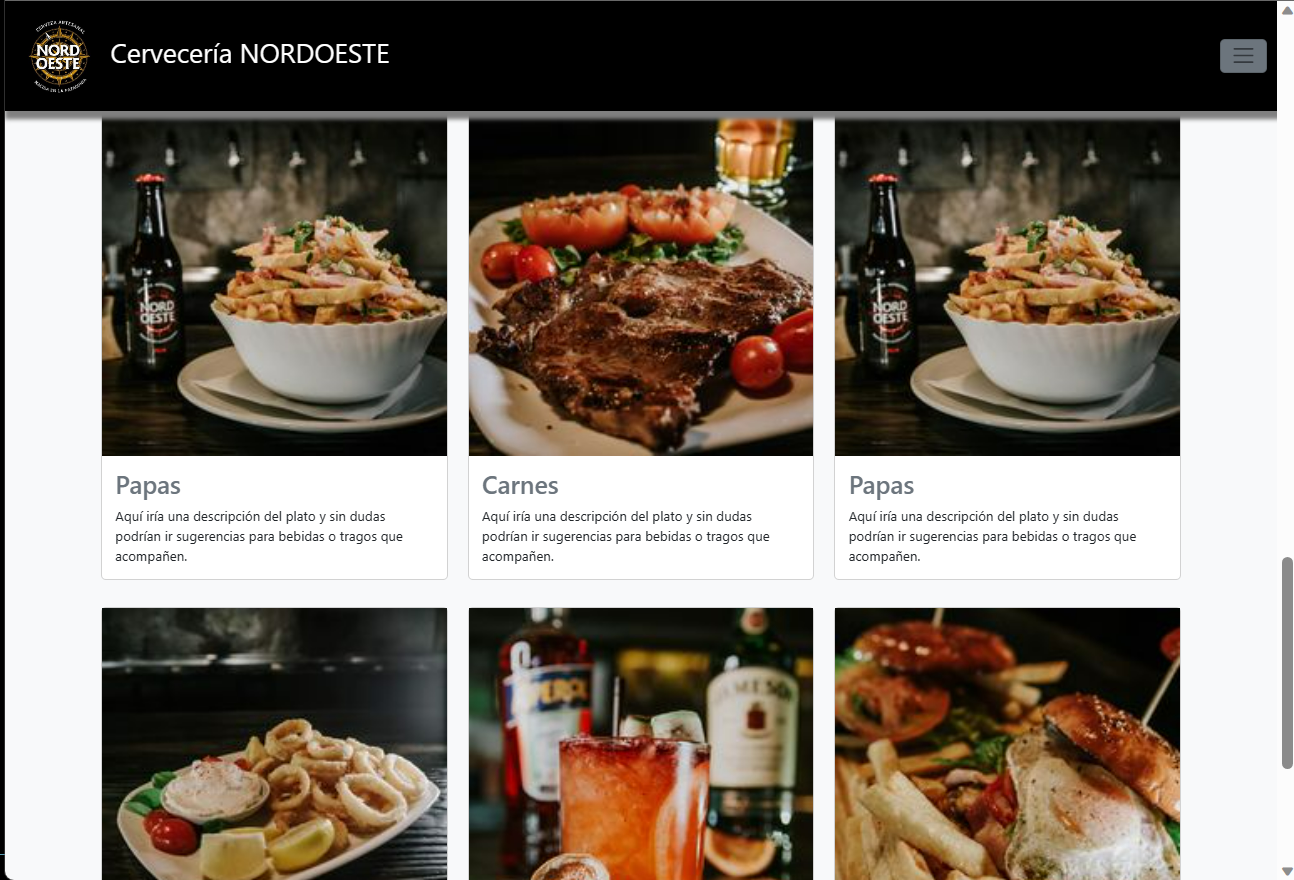 CERVEZA ARTESANAL
NORD
OESTE
Cervecería NORDOESTE
NORD
OESTE
NORD
OESTE
Papas
Aquí iría una descripción del plato y sin dudas
podrían ir sugerencias para bebidas o tragos que
acompañen.
Carnes
Aquí iría una descripción del plato y sin dudas
podrían ir sugerencias para bebidas o tragos que
acompañen.
Papas
Aquí iría una descripción del plato y sin dudas
podrían ir sugerencias para bebidas o tragos que
acompañen.
APEROL
JAMESON